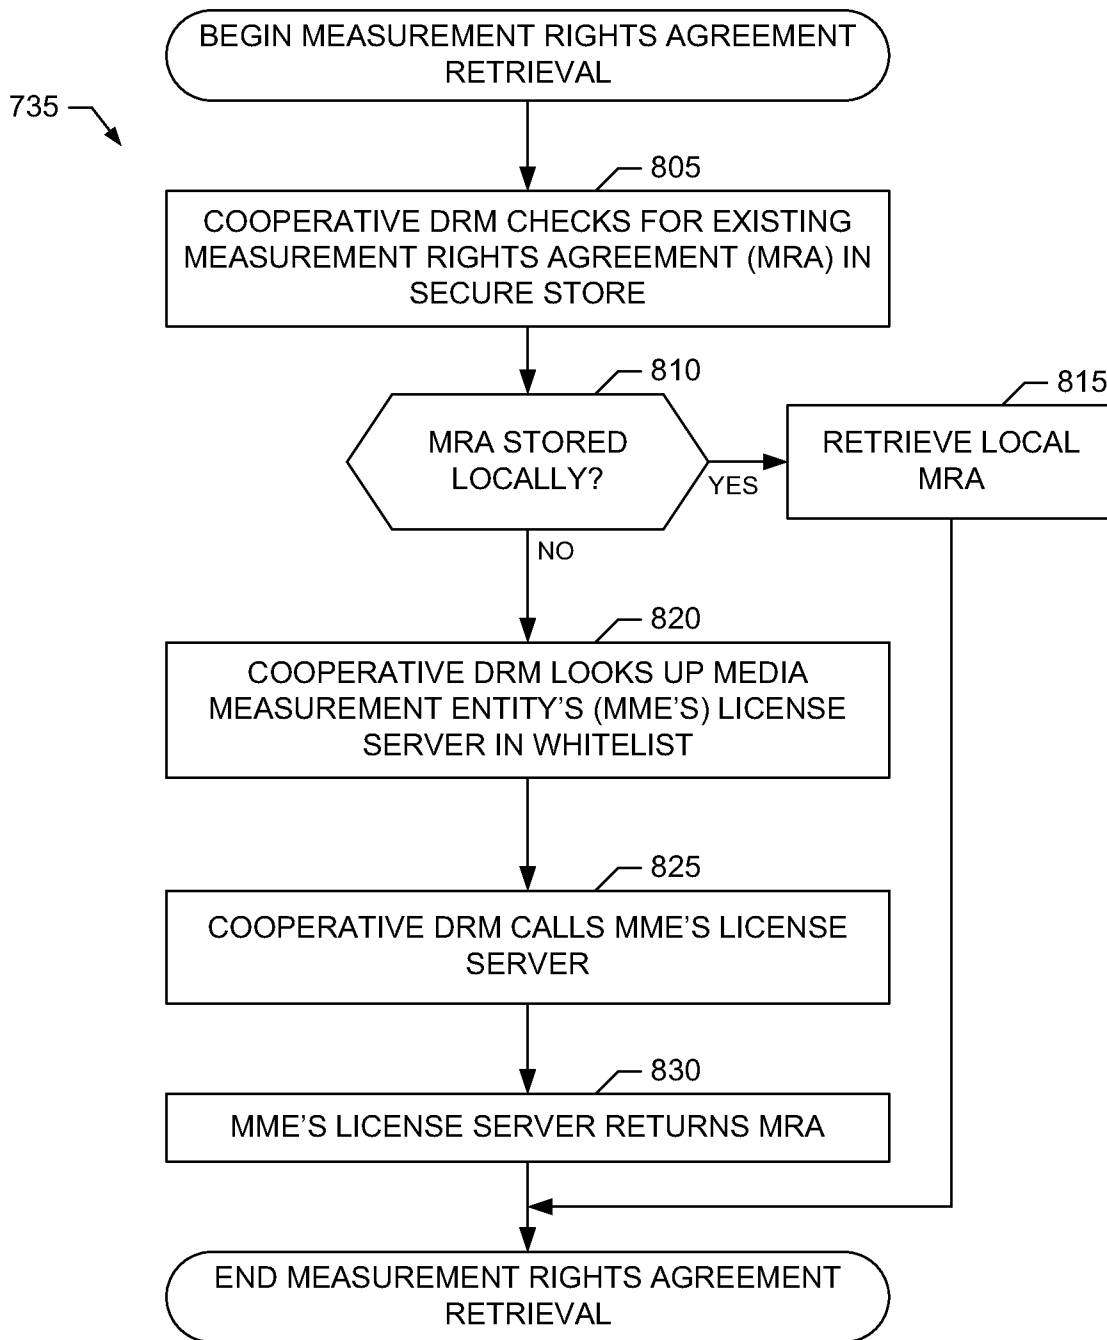 BEGIN MEASUREMENT RIGHTS AGREEMENT
RETRIEVAL
735
805
COOPERATIVE DRM CHECKS FOR EXISTING
MEASUREMENT RIGHTS AGREEMENT (MRA) IN
SECURE STORE
810
MRA STORED
LOCALLY?
YES
815
RETRIEVE LOCAL
MRA
NO
820
COOPERATIVE DRM LOOKS UP MEDIA
MEASUREMENT ENTITY'S (MME'S) LICENSE
SERVER IN WHITELIST
825
COOPERATIVE DRM CALLS MME'S LICENSE
SERVER
830
MME'S LICENSE SERVER RETURNS MRA
END MEASUREMENT RIGHTS AGREEMENT
RETRIEVAL